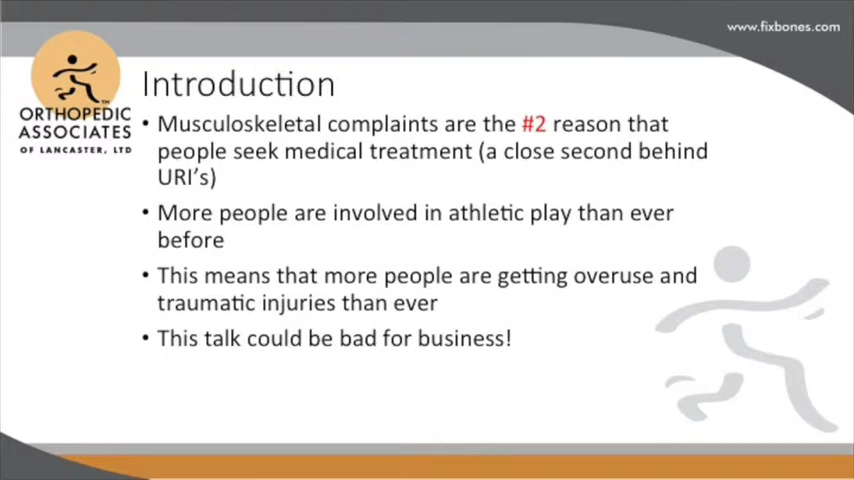 www.fixbones.com
ORTHOPEDIC
ASSOCIATES
OF LANCASTER, LTD
Introduction
• Musculoskeletal complaints are the #2 reason that
people seek medical treatment (a close second behind
URI's)
• More people are involved in athletic play than ever
before
• This means that more people are getting overuse and
traumatic injuries than ever
• This talk could be bad for business!